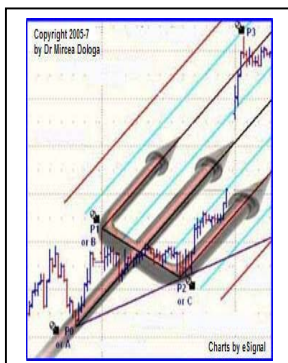 Copyright 2005-7
by Dr Mircea Dologa
P3
P1
or B
P2
or C
P0
or A
Charts by eSignal